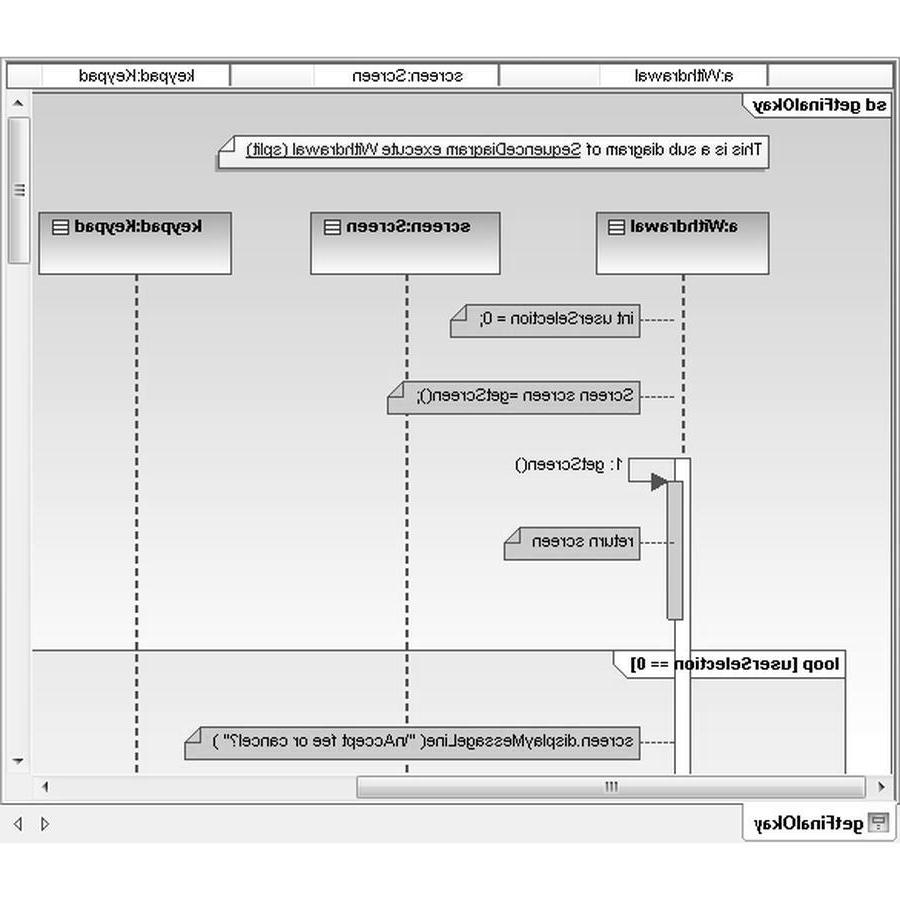 a:Withdrawal screen:Screen keypad:Keypad
sd getFinalOkay
This is a sub diagram of SequenceDiagram execute Withdrawal (split)
a:Withdrawal screen:Screen keypad:Keypad
int userSelection = 0;
Screen screen =getScreen();
1: getScreen()
return screen
loop [userSelection == 0]
screen.displayMessageLine( "\nAccept fee or cancel?" )
getFinalOkay